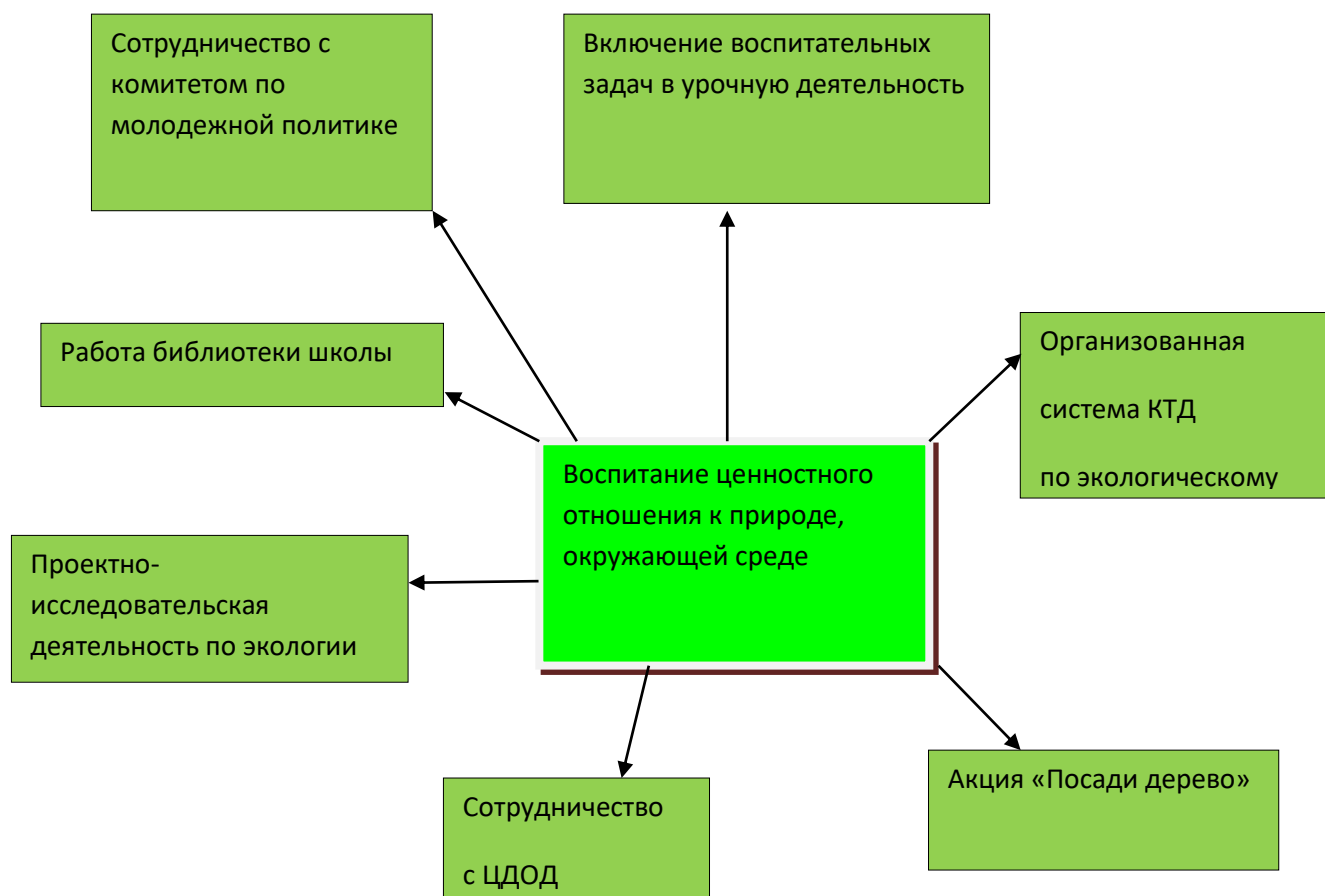 Сотрудничество с
комитетом по
молодежной политике
Включение воспитательных
задач в урочную деятельность
Работа библиотеки школы
Организованная
система КТД
по экологическому
Воспитание ценностного
отношения к природе,
окружающей среде
Проектно-
исследовательская
деятельность по экологии
Сотрудничество
с ЦДОД
Акция «Посади дерево»